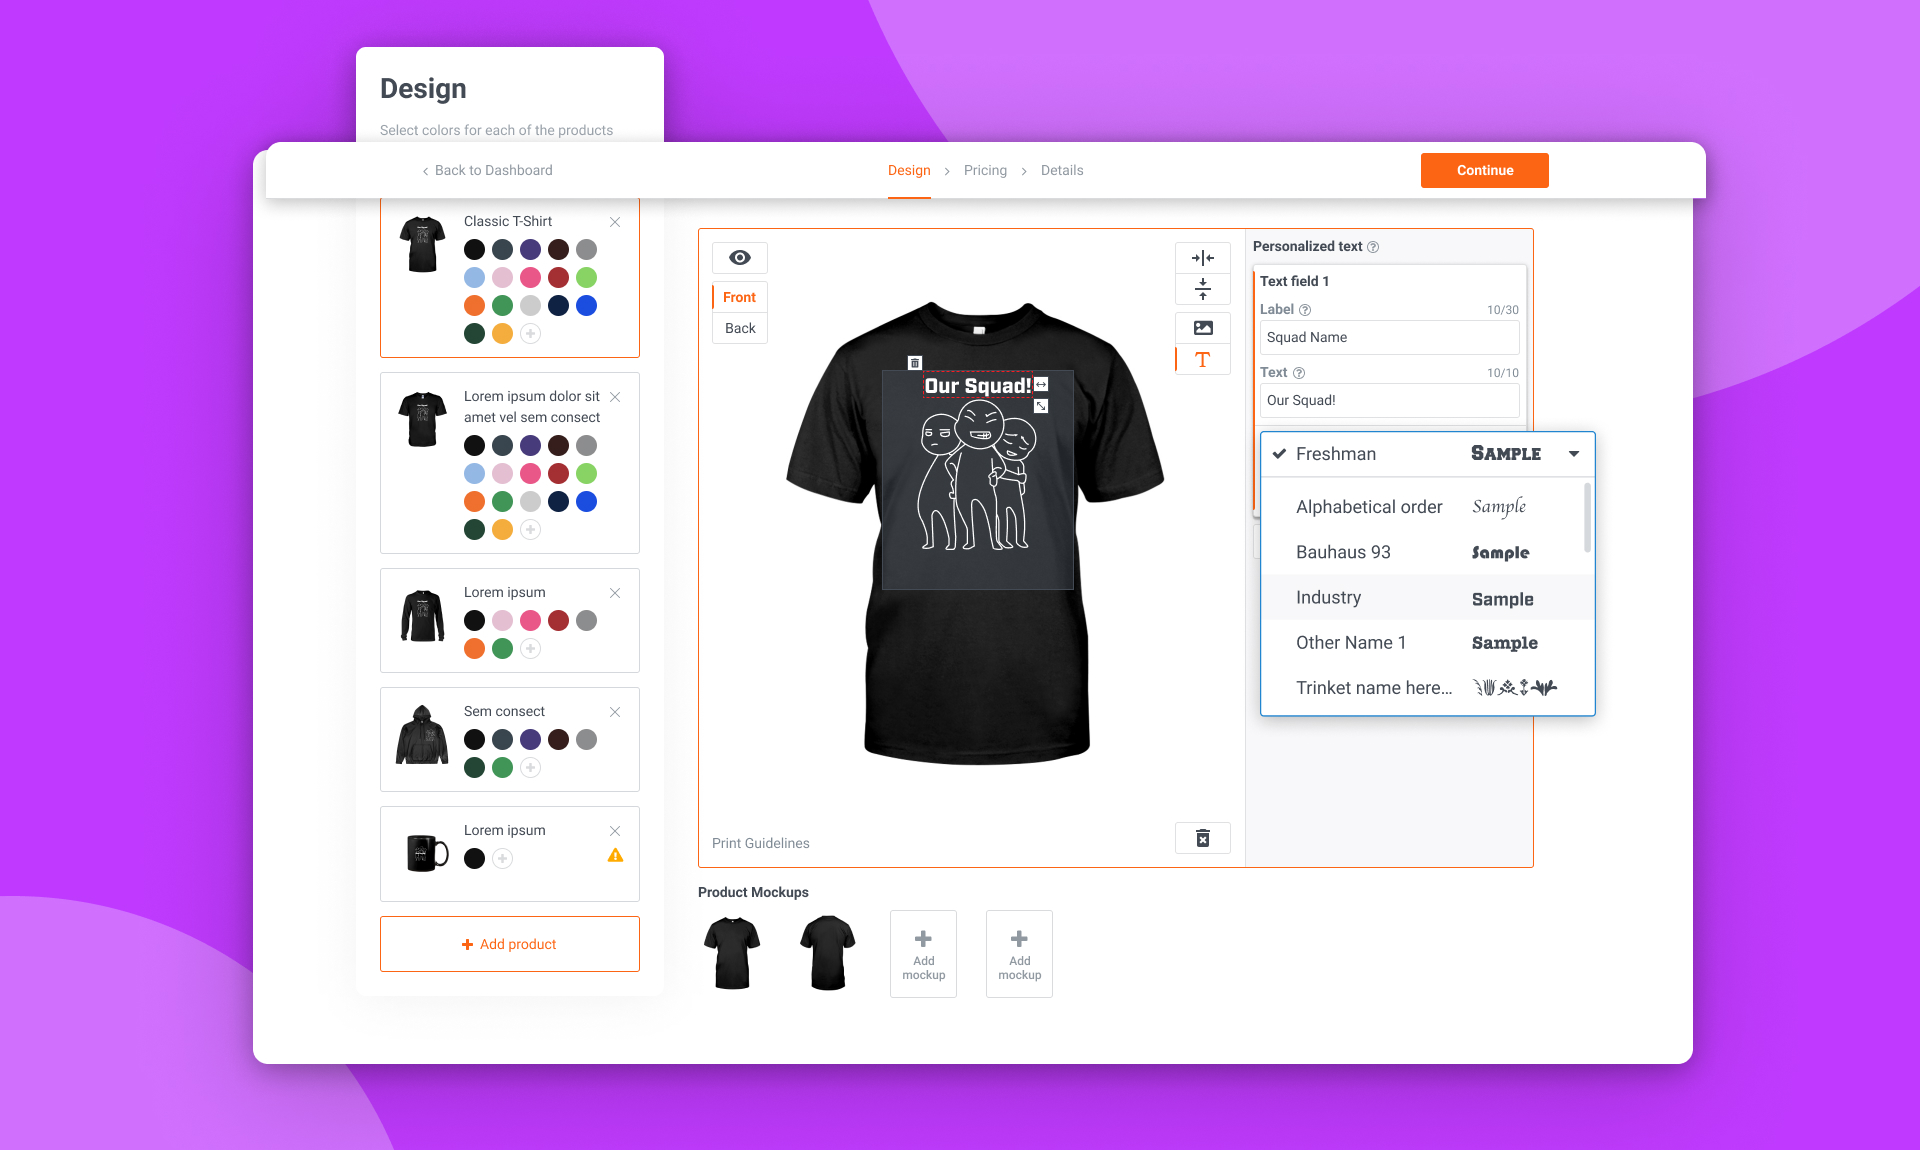 Design
Select colors for each of the products
Back to Dashboard
Design
Pricing
Details
Continue
Classic T-Shirt
Lorem ipsum dolor sit
amet vel sem consect
Lorem ipsum
Sem consect
Lorem ipsum
Add product
Front
Back
Our Squad!
Print Guidelines
Personalized text
Text field 1
Label
10/30
Squad Name
Text
10/10
Our Squad!
Freshman
SAMPLE
Alphabetical order
Sample
Bauhaus 93
Sample
Industry
Sample
Other Name 1
Sample
Trinket name here...
Product Mockups
Add
mockup
Add
mockup